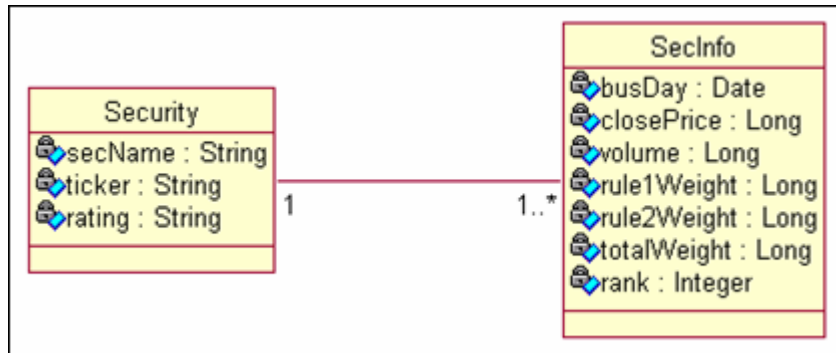 Security
secName : String
ticker : String
rating : String
1
1..*
SecInfo
busDay : Date
closePrice : Long
volume : Long
rule1Weight : Long
rule2Weight : Long
totalWeight : Long
rank : Integer